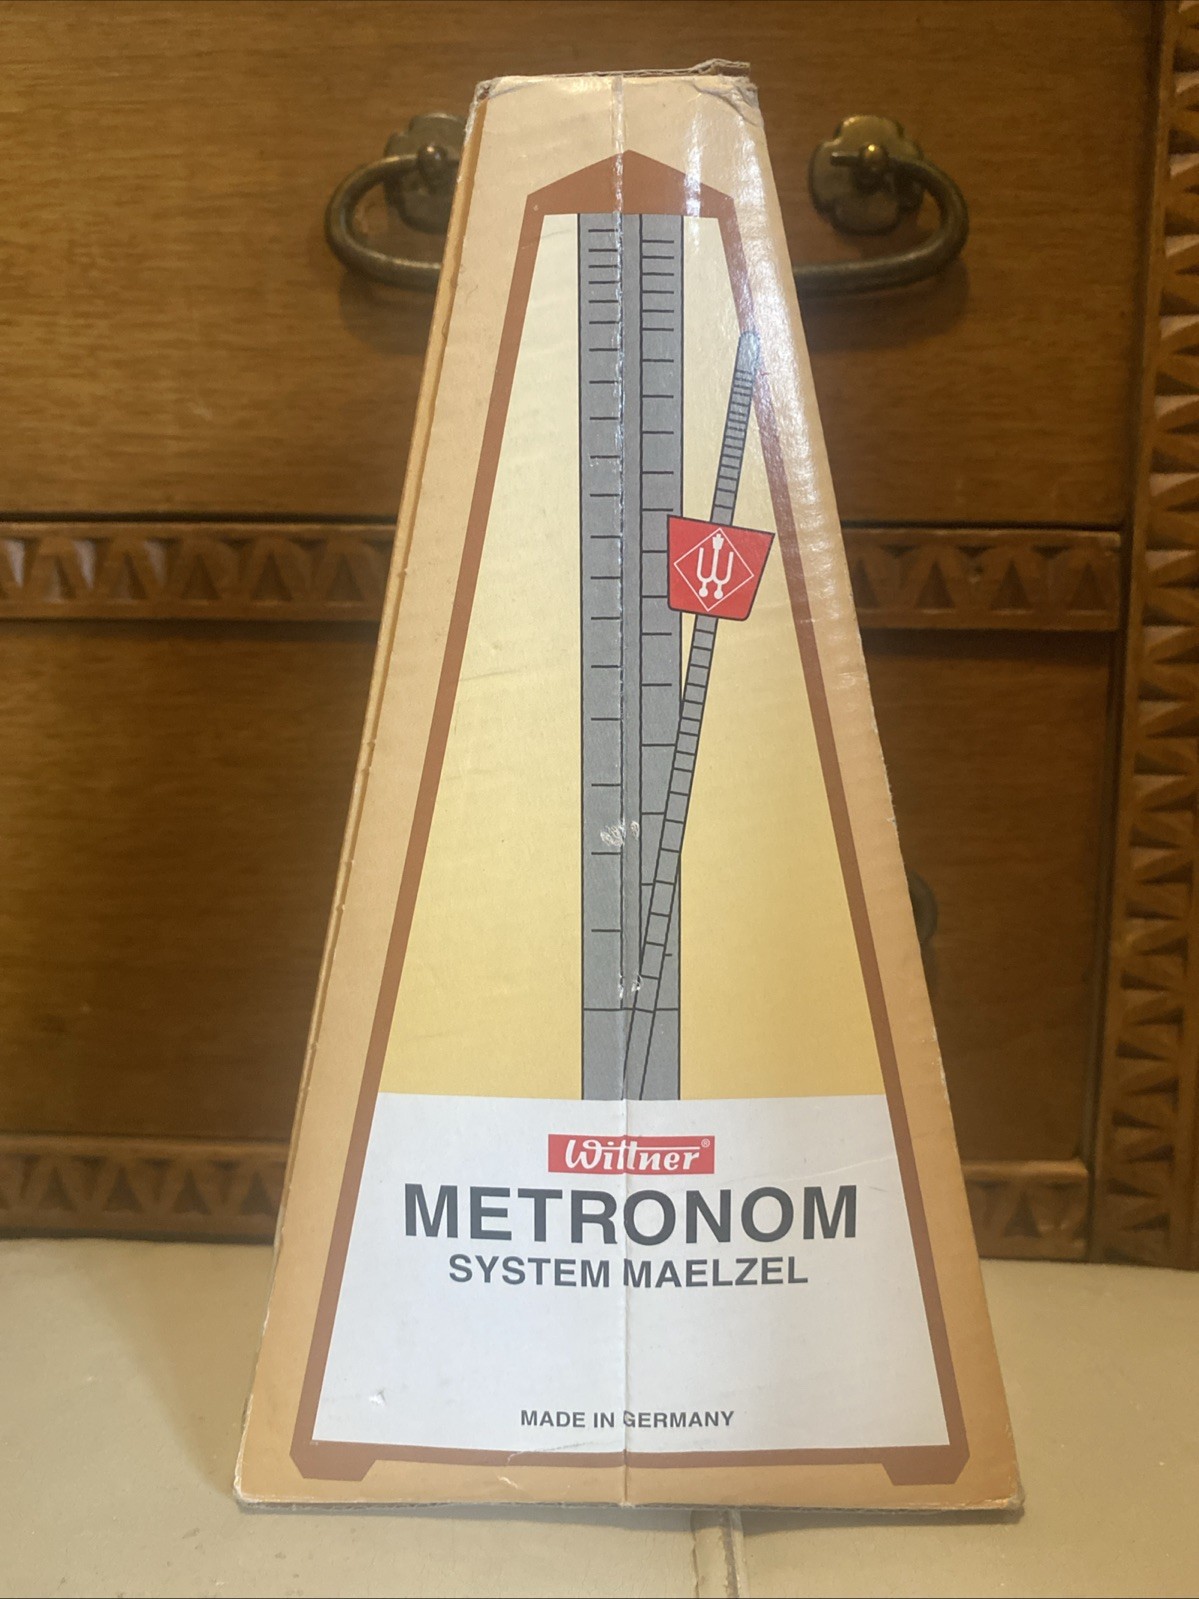 Wittner®
METRONOM
SYSTEM MAELZEL
MADE IN GERMANY